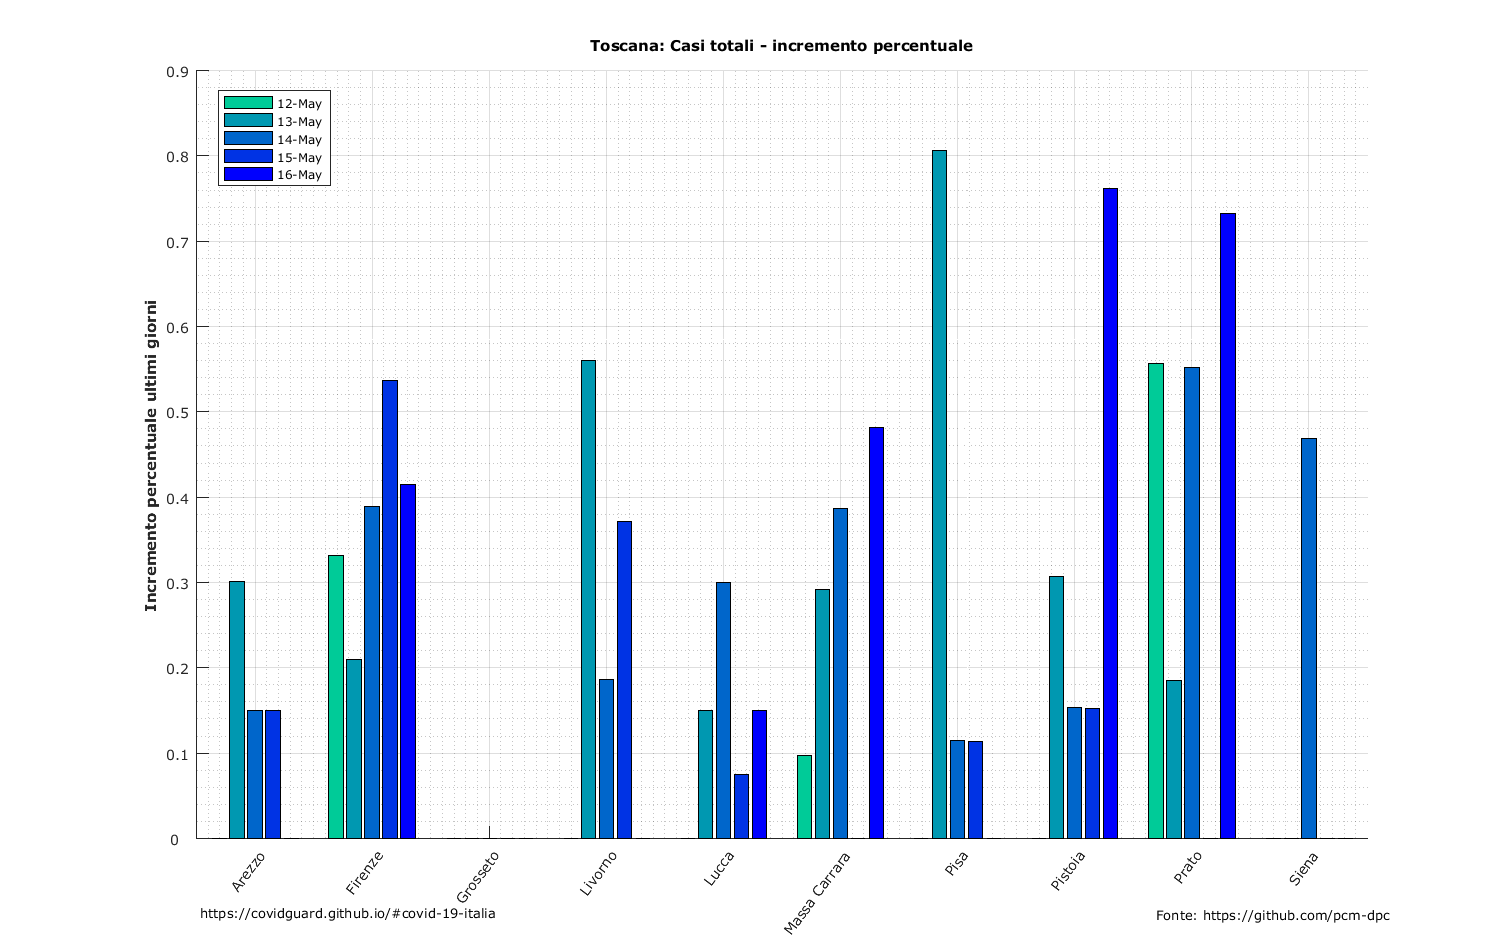 Toscana: Casi totali - incremento percentuale
0.9
0.8
0.7
0.6
0.5
0.4
0.3
0.2
0.1
0
Incremento percentuale ultimi giorni
12-May
13-May
14-May
15-May
16-May
Arezzo
Firenze
Grosseto
Livorno
Lucca
Massa Carrara
Pisa
Pistoia
Prato
Siena
https://covidguard.github.io/#covid-19-italia
Fonte: https://github.com/pcm-dpc